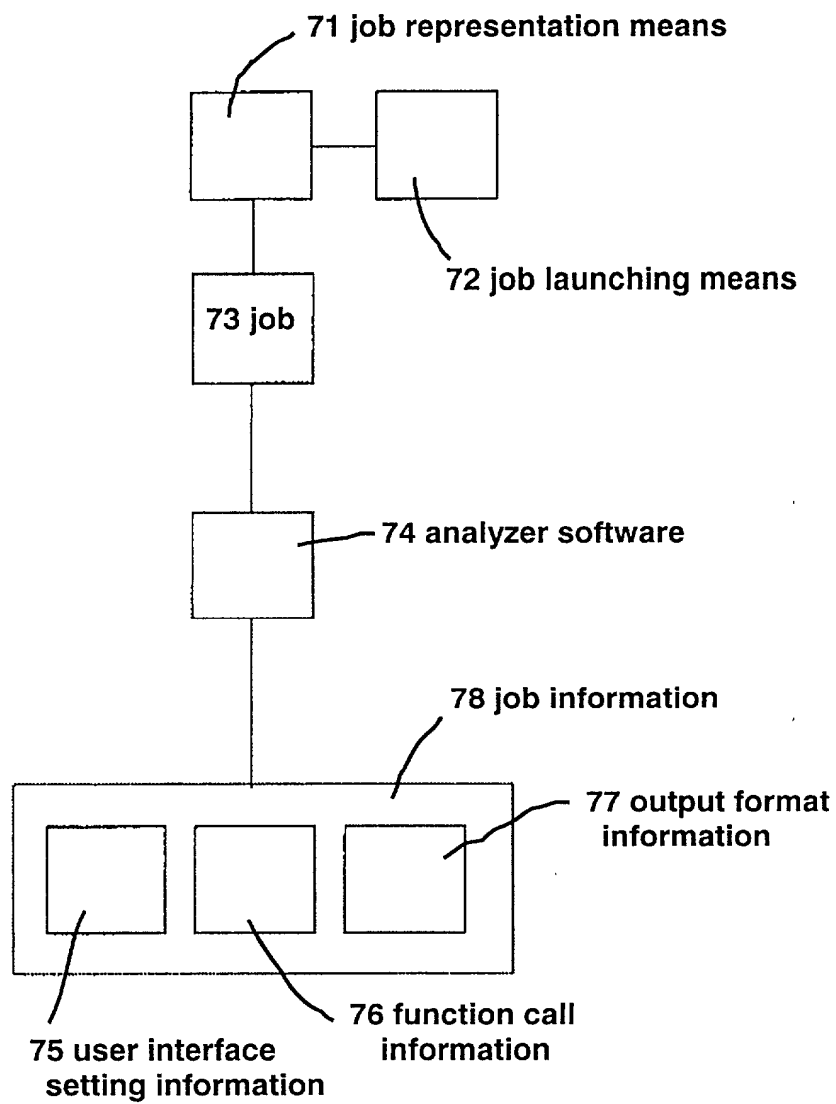 71 job representation means
72 job launching means
73 job
74 analyzer software
78 job information
77 output format
information
76 function call
information
75 user interface
setting information